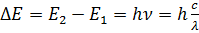 ΔE = E₂ − E₁ = hν = h c/λ